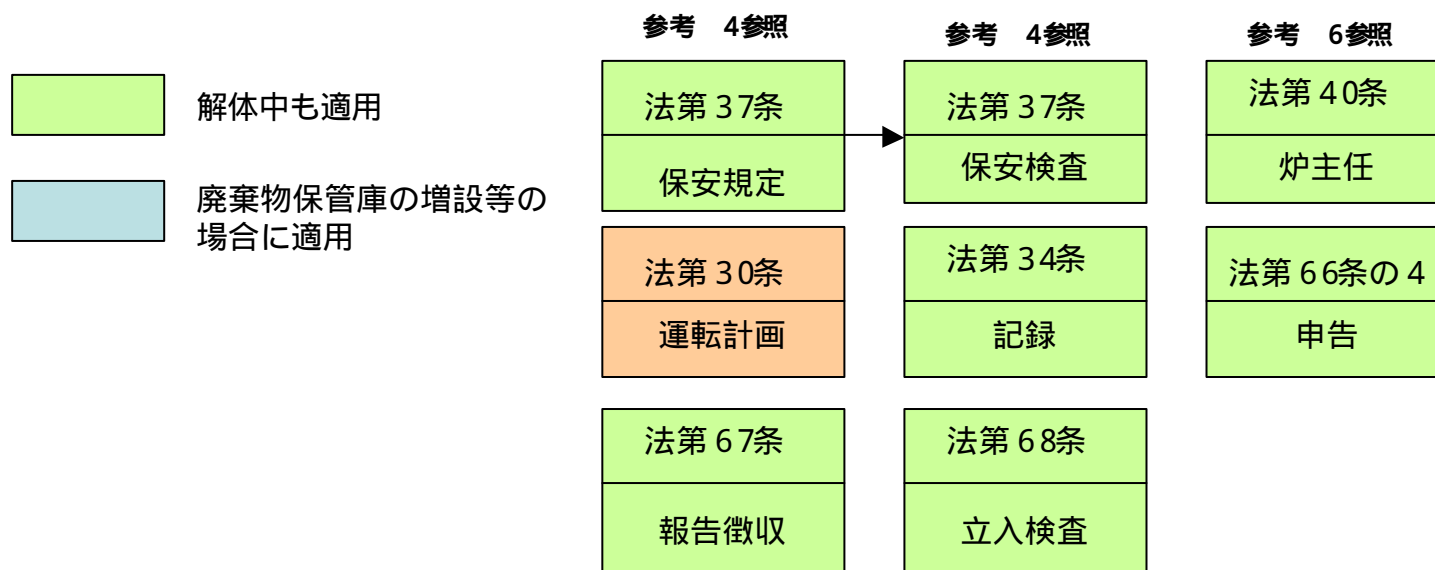 参考 4参照
参考 4参照
参考 6参照
解体中も適用
廃棄物保管庫の増設等の
場合に適用
法第37条
保安規定
法第37条
保安検査
法第40条
炉主任
法第30条
運転計画
法第34条
記録
法第66条の4
申告
法第67条
報告徴収
法第68条
立入検査